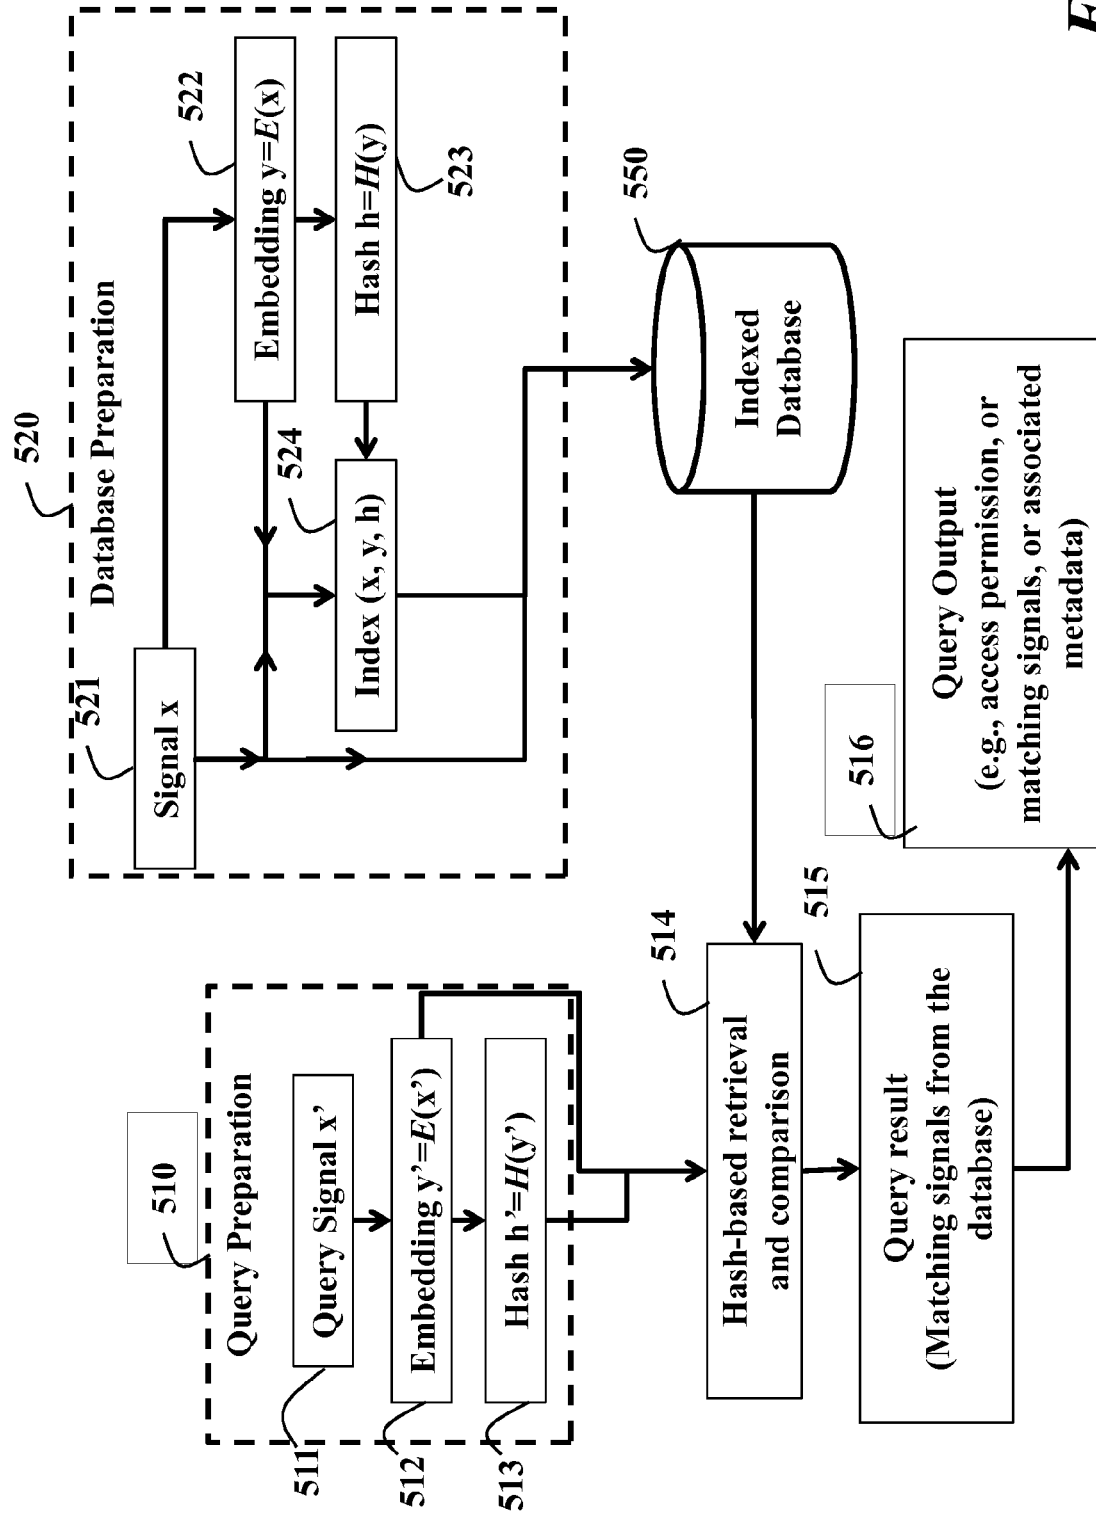 510
Query Preparation
511
Query Signal x’
512
Embedding y’=E(x’)
513
Hash h’=H(y’)
520
Database Preparation
521
Signal x
522
Embedding y=E(x)
523
Hash h=H(y)
524
Index (x, y, h)
550
Indexed
Database
514
Hash-based retrieval
and comparison
515
Query result
(Matching signals from the
database)
516
Query Output
(e.g., access permission, or
matching signals, or associated
metadata)